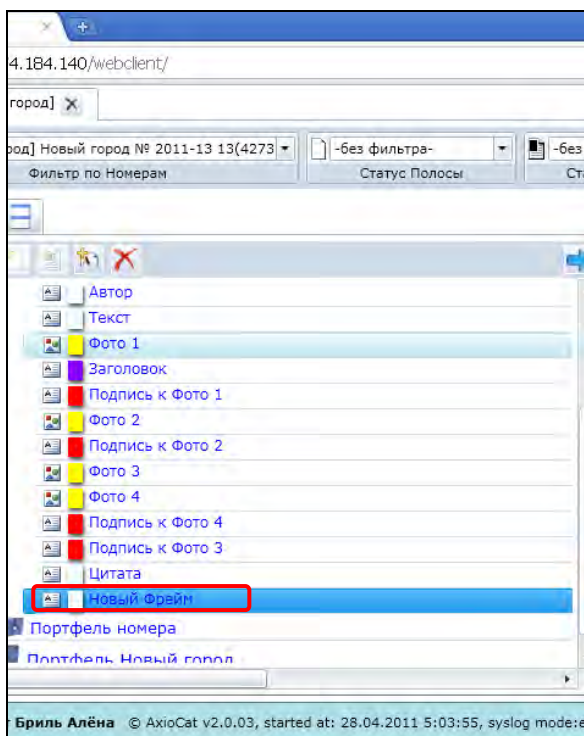 4.184.140/webclient/
город]
род] Новый город № 2011-13 13(4273 -без фильтра- -без
Фильтр по Номерам Статус Полосы Ст
Автор
Текст
Фото 1
Заголовок
Подпись к Фото 1
Фото 2
Подпись к Фото 2
Фото 3
Фото 4
Подпись к Фото 4
Подпись к Фото 3
Цитата
Новый Фрейм
Портфель номера
Портфель Новый город
Бриль Алёна © AxioCat v2.0.03, started at: 28.04.2011 5:03:55, syslog mode:e